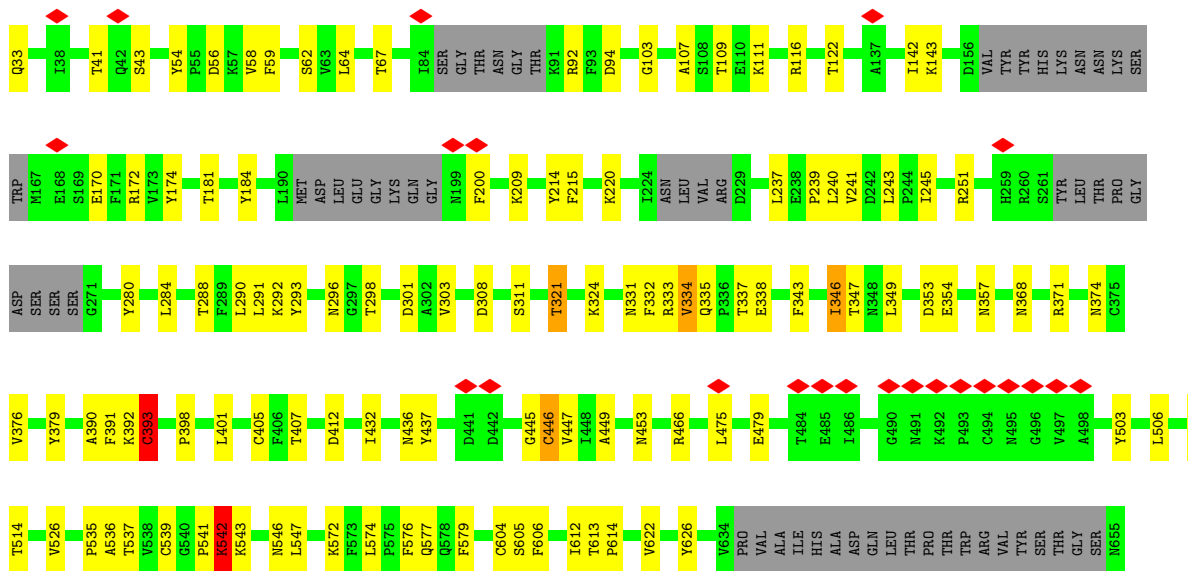 Q33 I38 T41 Q42 S43 Y54 P55 D56 K57 V58 F59 S62 V63 L64 T67 I84 SER GLY THR ASN GLY THR K91 R92 F93 D94 G103 A107 S108 T109 E110 K111 R116 T122 A137 I142 K143 D156 VAL TYR TYR HIS LYS ASN ASN LYS SER
TRP M167 E168 S169 E170 F171 R172 V173 Y174 T181 Y184 L190 MET ASP LEU GLU GLY LYS GLN GLY N199 F200 K209 Y214 F215 K220 I224 ASN LEU VAL ARG D229 L237 E238 P239 L240 V241 D242 L243 P244 I245 R251 H259 R260 S261 TYR LEU THR PRO GLY
ASP SER SER SER G271 Y280 L284 T288 F289 L290 L291 K292 Y293 N296 G297 T298 D301 A302 V303 D308 S311 T321 K324 N331 F332 R333 V334 Q335 P336 T337 E338 F343 I346 T347 N348 L349 D353 E354 N357 N368 R371 N374 C375
V376 Y379 A390 F391 K392 C393 P398 L401 C405 F406 T407 D412 I432 N436 Y437 D441 D442 G445 C446 V447 I448 A449 N453 R466 L475 E479 T484 E485 I486 G490 N491 K492 P493 C494 N495 G496 V497 A498 Y503 L506
T514 V526 P535 A536 T537 V538 C539 G540 P541 K542 K543 N546 L547 K572 F573 L574 P575 F576 Q577 Q578 F579 C604 S605 F606 I612 T613 P614 V622 Y626 V634 PRO VAL ALA ILE HIS ALA ASP GLN LEU THR PRO THR TRP ARG VAL TYR SER THR GLY SER N655